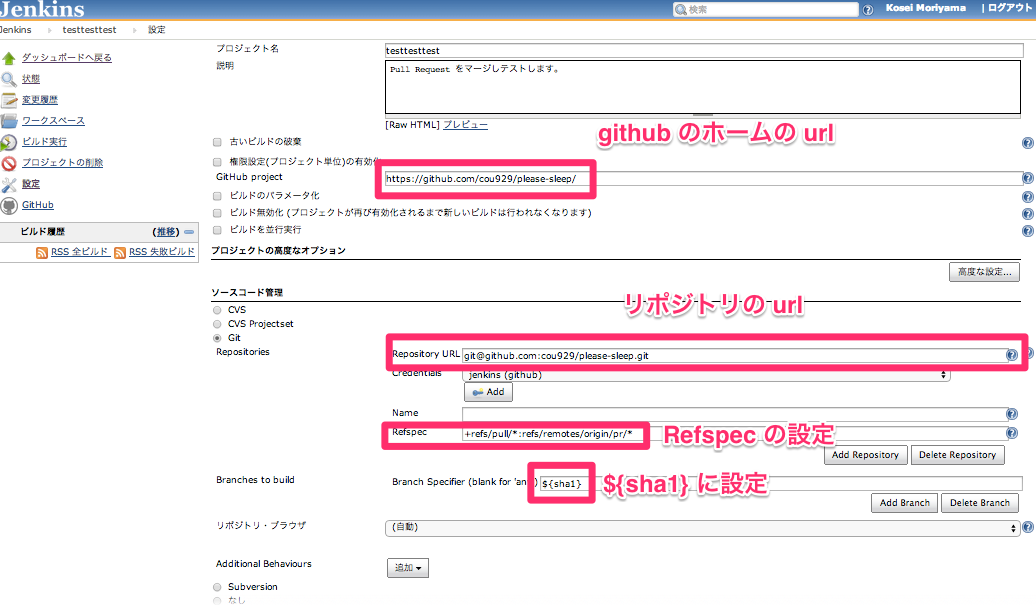 Jenkins
検索
Kosei Moriyama | ログアウト
Jenkins testtesttest 設定
ダッシュボードへ戻る
状態
変更履歴
ワークスペース
ビルド実行
プロジェクトの削除
設定
GitHub
ビルド履歴 (推移)
RSS 全ビルド RSS 失敗ビルド
プロジェクト名 testtesttest
説明 Pull Request をマージしテストします。
[Raw HTML] プレビュー
github のホームの url
古いビルドの破棄
権限設定(プロジェクト単位)の有効化
GitHub project https://github.com/cou929/please-sleep/
ビルドのパラメータ化
ビルド無効化 (プロジェクトが再び有効化されるまで新しいビルドは行われなくなります)
ビルドを並行実行
プロジェクトの高度なオプション
高度な設定...
ソースコード管理
リポジトリの url
CVS
CVS Projectset
Git
Repositories
Repository URL git@github.com:cou929/please-sleep.git
Credentials jenkins (github)
Add
Name
Refspec +refs/pull/*:refs/remotes/origin/pr/*
Refspec の設定
Add Repository Delete Repository
Branches to build Branch Specifier (blank for 'any') ${sha1}
${sha1} に設定
Add Branch Delete Branch
リポジトリ・ブラウザ (自動)
Additional Behaviours 追加
Subversion
なし